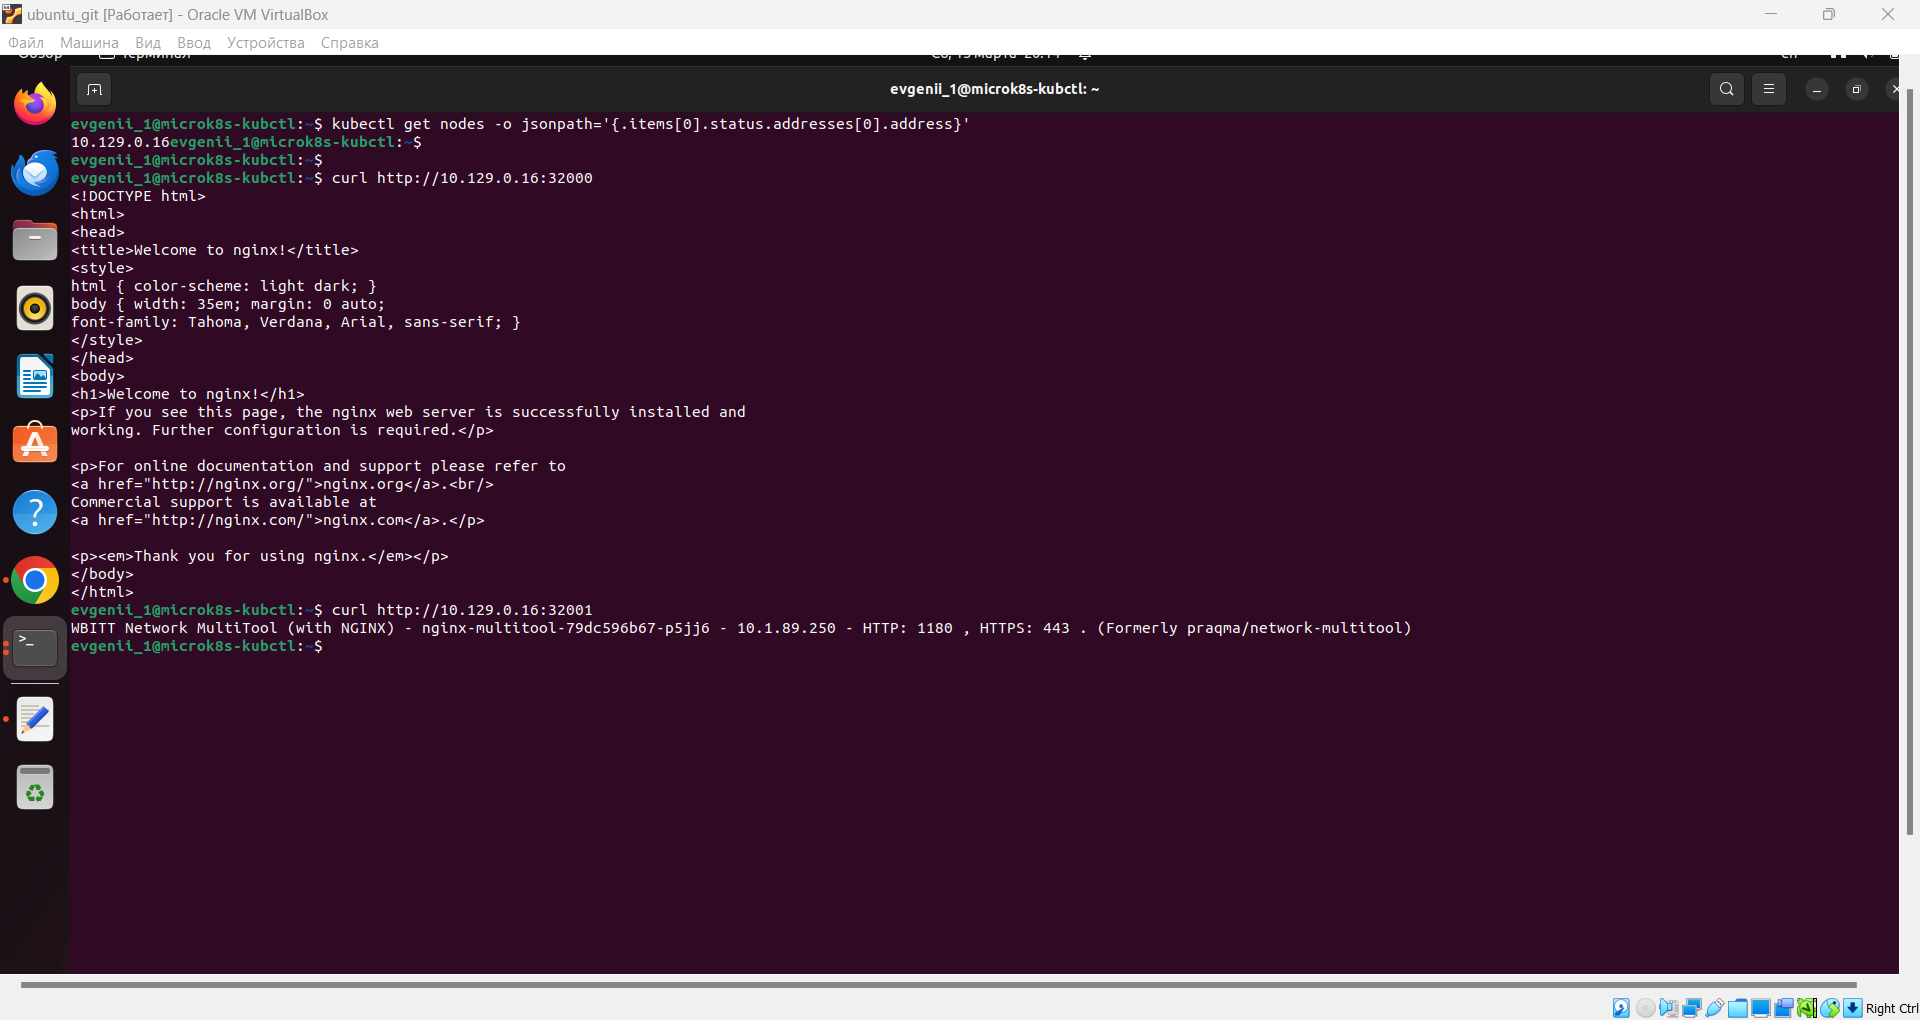 ubuntu_git [Работает] - Oracle VM VirtualBox
Файл Машина Вид Ввод Устройства Справка
evgenii_1@microk8s-kubctl: ~
evgenii_1@microk8s-kubctl:~$ kubectl get nodes -o jsonpath='{.items[0].status.addresses[0].address}'
10.129.0.16evgenii_1@microk8s-kubctl:~$
evgenii_1@microk8s-kubctl:~$
evgenii_1@microk8s-kubctl:~$ curl http://10.129.0.16:32000
<!DOCTYPE html>
<html>
<head>
<title>Welcome to nginx!</title>
<style>
html { color-scheme: light dark; }
body { width: 35em; margin: 0 auto;
font-family: Tahoma, Verdana, Arial, sans-serif; }
</style>
</head>
<body>
<h1>Welcome to nginx!</h1>
<p>If you see this page, the nginx web server is successfully installed and
working. Further configuration is required.</p>
<p>For online documentation and support please refer to
<a href="http://nginx.org/">nginx.org</a>.<br/>
Commercial support is available at
<a href="http://nginx.com/">nginx.com</a>.</p>
<p><em>Thank you for using nginx.</em></p>
</body>
</html>
evgenii_1@microk8s-kubctl:~$ curl http://10.129.0.16:32001
WBITT Network MultiTool (with NGINX) - nginx-multitool-79dc596b67-p5jj6 - 10.1.89.250 - HTTP: 1180 , HTTPS: 443 . (Formerly praqma/network-multitool)
evgenii_1@microk8s-kubctl:~$
Right Ctrl